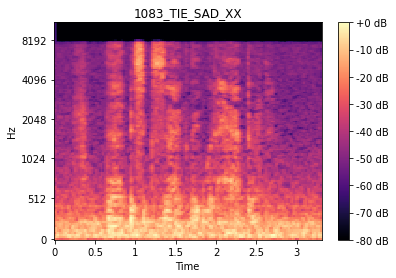 1083_TIE_SAD_XX
Hz
8192
4096
2048
1024
512
0
0 0.5 1 1.5 2 2.5 3
Time
+0 dB
-10 dB
-20 dB
-30 dB
-40 dB
-50 dB
-60 dB
-70 dB
-80 dB